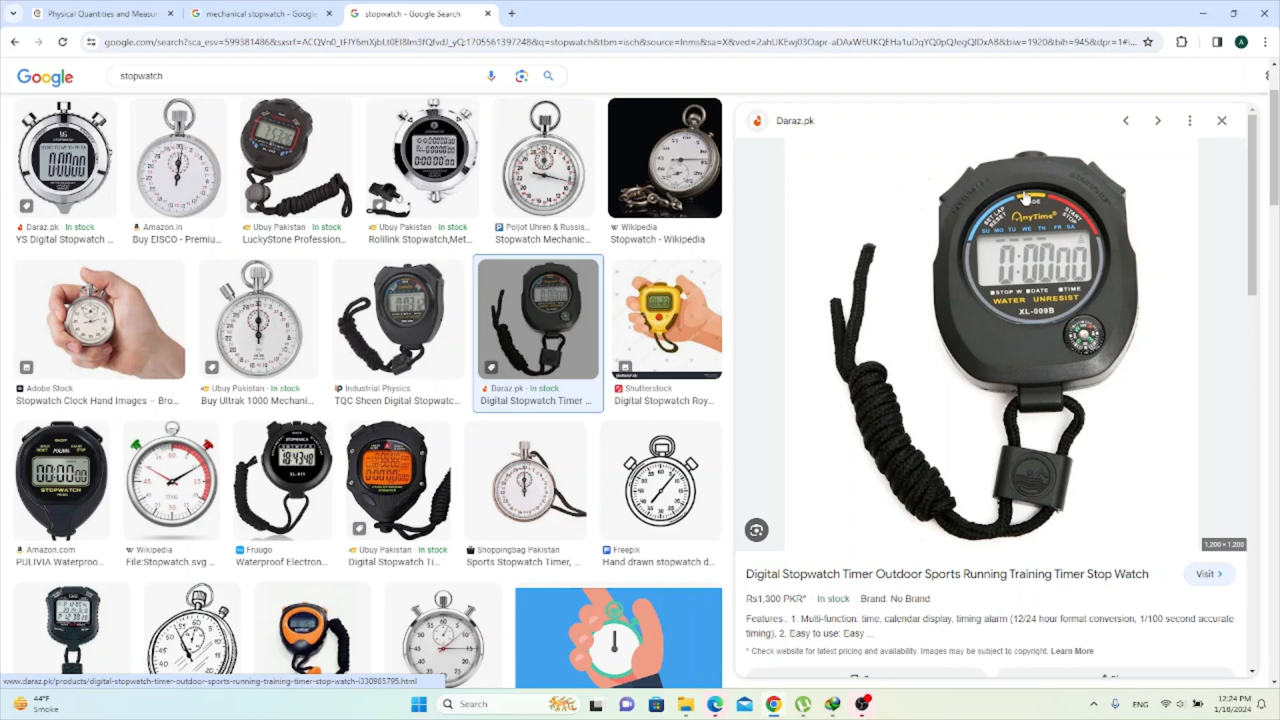 Physical Quantities and Measu
mechanical stopwatch - Google
stopwatch - Google Search
google.com/search?sca_esv=599381486&sxsrf=ACQVn0_tFJY6mXjbLt0El8lm3fQvfdJ_yQ:1705561397248&q=stopwatch&tbm=isch&source=lnms&sa=X&ved=2ahUKEwj03Oapr-aDAxWEUKQEHa1uDqYQ0pQJegQIDxA8&biw=1920&bih=945&dpr=1#i...
Google
stopwatch
Daraz.pk
Daraz.pk · In stock
YS Digital Stopwatch ...
Amazon.in
Buy EISCO - Premiu...
Ubuy Pakistan · In stock
LuckyStone Profession...
Ubuy Pakistan · In stock
Rolilink Stopwatch,Met...
Poljot Uhren & Russis...
Stopwatch Mechanic...
Wikipedia
Stopwatch - Wikipedia
SET LAP
RESET
START
STOP
ANYTIME®
SU MO TU WE TH FR SA
0:0000
STOP W DATE TIME
WATER UNRESIST
XL-009B
Adobe Stock
Stopwatch Clock Hand Images – Bro...
Ubuy Pakistan · In stock
Buy Ultrak 1000 Mechani...
Industrial Physics
TQC Sheen Digital Stopwatc...
Daraz.pk · In stock
Digital Stopwatch Timer ...
Shutterstock
Digital Stopwatch Roy...
Amazon.com
PULIVIA Waterproo...
Wikipedia
File:Stopwatch.svg ...
Fruugo
Waterproof Electron...
Ubuy Pakistan · In stock
Digital Stopwatch Ti...
Shoppingbag Pakistan
Sports Stopwatch Timer, ...
Freepik
Hand drawn stopwatch d...
1,200 × 1,200
Digital Stopwatch Timer Outdoor Sports Running Training Timer Stop Watch
Visit
Rs1,300 PKR* In stock Brand: No Brand
Features:. 1. Multi-function: time, calendar display, timing alarm (12/24 hour format conversion, 1/100 second accurate
timing), 2. Easy to use: Easy ...
* Check website for latest pricing and availability. Images may be subject to copyright. Learn More
www.daraz.pk/products/digital-stopwatch-timer-outdoor-sports-running-training-timer-stop-watch-i330985795.html
44°F
Smoke
Search
ENG
12:24 PM
1/18/2024